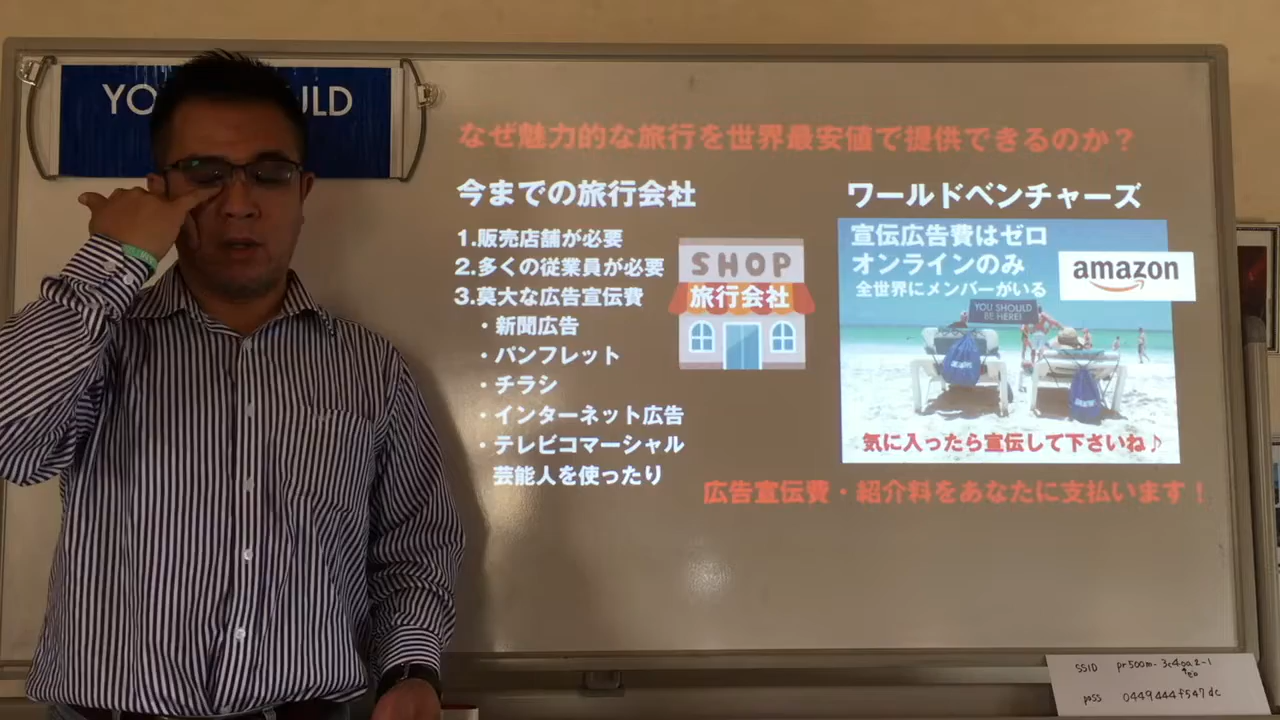 YO ULD
なぜ魅力的な旅行を世界最安値で提供できるのか？
今までの旅行会社
1.販売店舗が必要
2.多くの従業員が必要
3.莫大な広告宣伝費
・新聞広告
・パンフレット
・チラシ
・インターネット広告
・テレビコマーシャル
芸能人を使ったり
SHOP
旅行会社
ワールドベンチャーズ
宣伝広告費はゼロ
オンラインのみ
全世界にメンバーがいる
amazon
YOU SHOULD
BE HERE!
気に入ったら宣伝して下さいね♪
広告宣伝費・紹介料をあなたに支払います！
SSID pr500m-3c400a2-1
pass 0449444f547dc